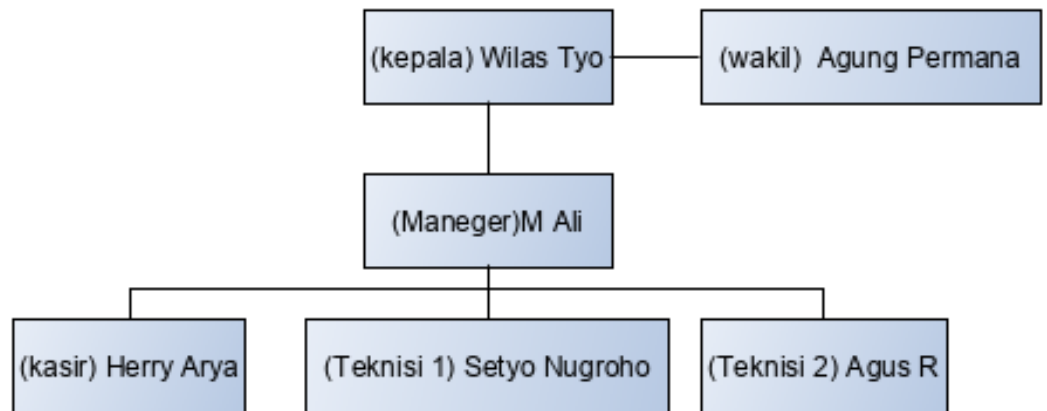 (kepala) Wilas Tyo
(wakil)  Agung Permana
(Maneger)M Ali
(kasir) Herry Arya
(Teknisi 1) Setyo Nugroho
(Teknisi 2) Agus R